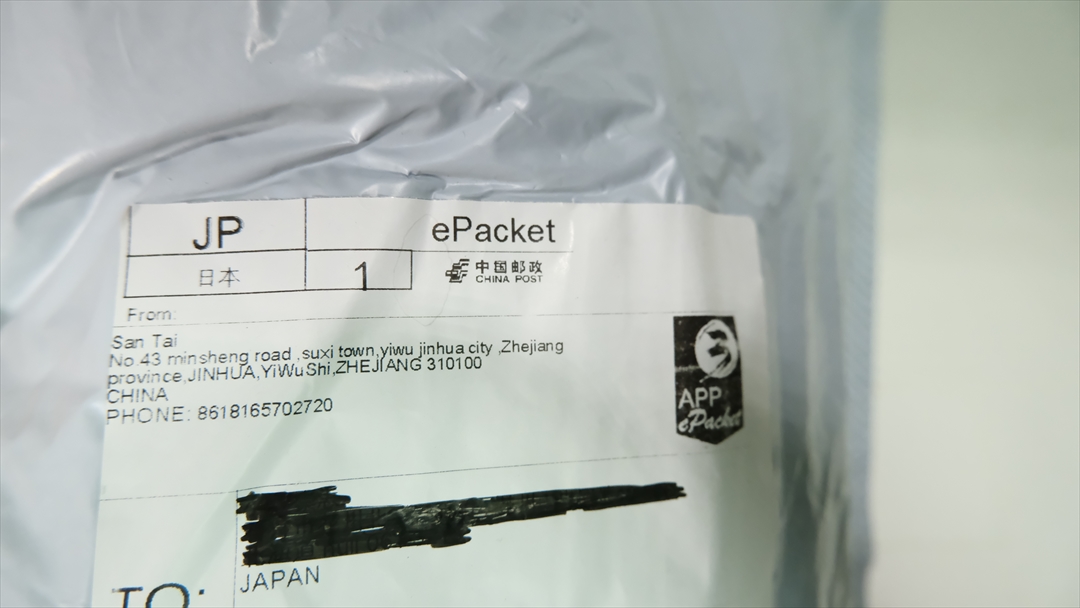 JP
ePacket
日本
1
中国邮政
CHINA POST
From:
San Tai
No.43 minsheng road ,suxi town,yiwu jinhua city ,Zhejiang
province,JINHUA,YiWuShi,ZHEJIANG 310100
CHINA
PHONE: 8618165702720
APP
ePacket
TO:
JAPAN